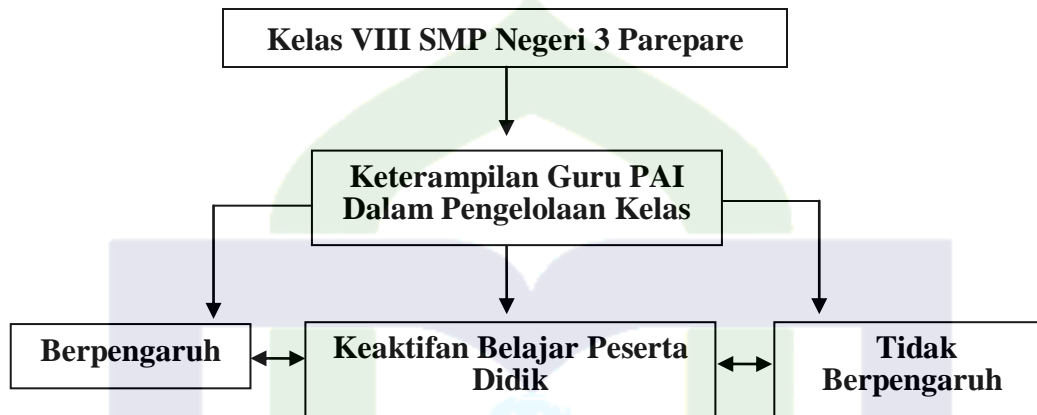 Kelas VIII SMP Negeri 3 Parepare
Keterampilan Guru PAI
Dalam Pengelolaan Kelas
Berpengaruh
Keaktifan Belajar Peserta
Didik
Tidak
Berpengaruh